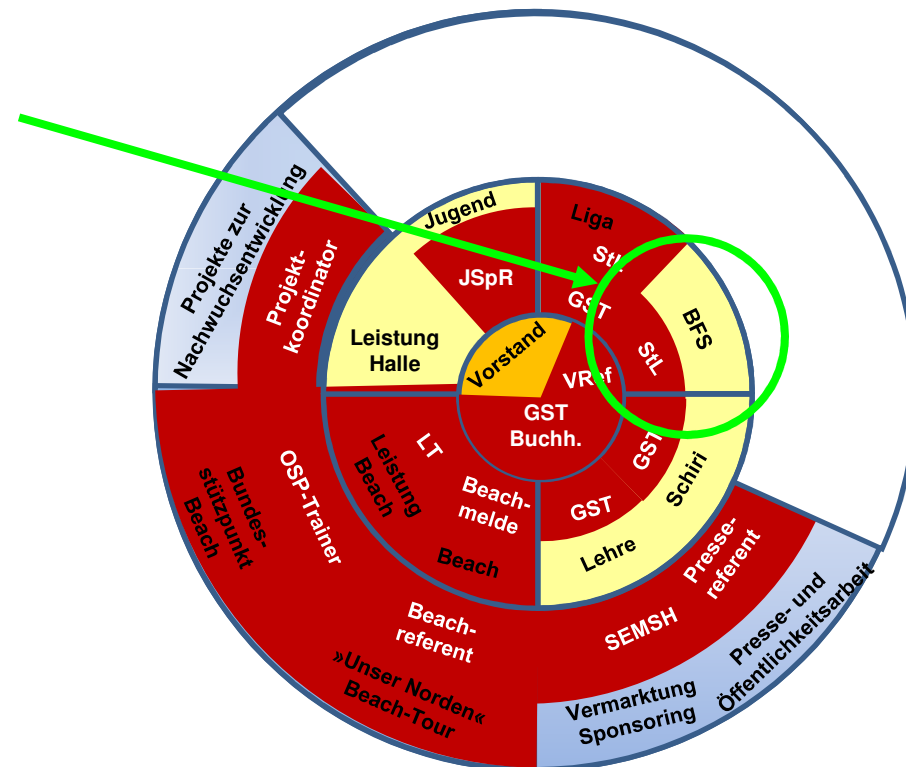 Projekte zur
Nachwuchsentwicklung
Projekt-
koordinator
Jugend
JSpR
Leistung
Halle
Liga
StL
GST
BFS
StL
Vorstand
VRef
GST
Buchh.
GST
Schiri
GST
Lehre
LT
Leistung
Beach
Beach-
melde
Beach
OSP-Trainer
Bundes-
stützpunkt
Beach
Beach-
referent
»Unser Norden«
Beach-Tour
SEMSH
Presse-
referent
Presse- und
Öffentlichkeitsarbeit
Vermarktung
Sponsoring